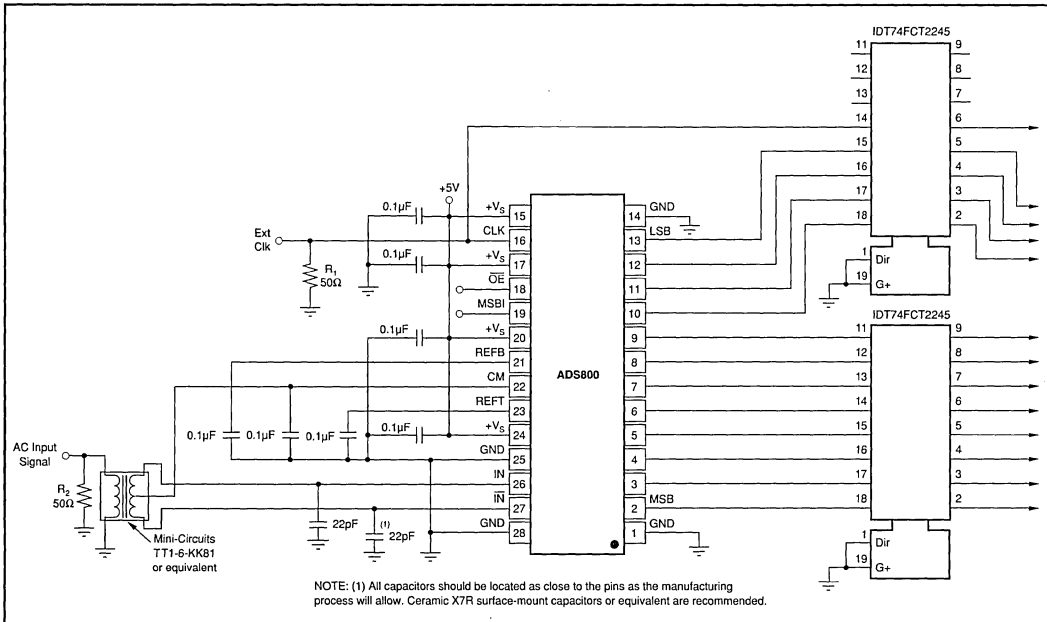 IDT74FCT2245
11 9
12 8
13 7
14 6
15 5
16 4
17 3
18 2
1 Dir
19 G+
+5V
0.1µF +VS 15
Ext Clk CLK 16
R1 50Ω
0.1µF +VS 17
OE 18
MSBI 19
0.1µF +VS 20
REFB 21
CM 22
REFT 23
0.1µF 0.1µF 0.1µF 0.1µF +VS 24
GND 25
AC Input Signal
IN 26
R2 50Ω
IN 27
22pF (1) 22pF
GND 28
Mini-Circuits
TT1-6-KK81
or equivalent
ADS800
14 GND
13 LSB
12
11
10
9
8
7
6
5
4
3
2 MSB
1 GND
IDT74FCT2245
11 9
12 8
13 7
14 6
15 5
16 4
17 3
18 2
1 Dir
19 G+
NOTE: (1) All capacitors should be located as close to the pins as the manufacturing
process will allow. Ceramic X7R surface-mount capacitors or equivalent are recommended.